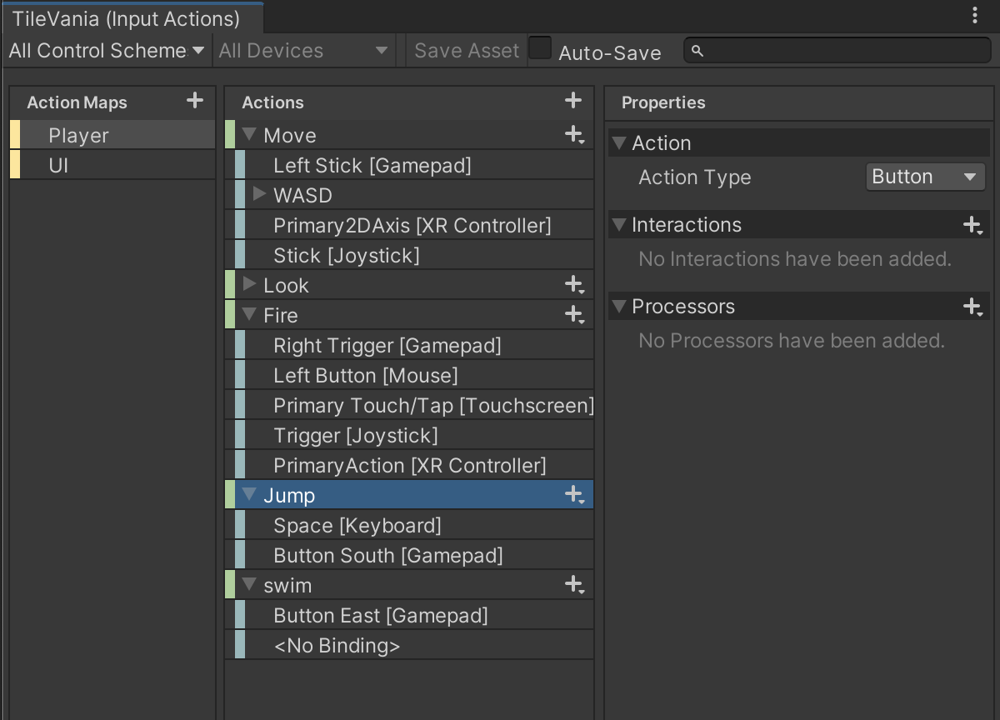 TileVania (Input Actions)
All Control Scheme
All Devices
Save Asset
Auto-Save
Action Maps
Player
UI
Actions
Move
Left Stick [Gamepad]
WASD
Primary2DAxis [XR Controller]
Stick [Joystick]
Look
Fire
Right Trigger [Gamepad]
Left Button [Mouse]
Primary Touch/Tap [Touchscreen]
Trigger [Joystick]
PrimaryAction [XR Controller]
Jump
Space [Keyboard]
Button South [Gamepad]
swim
Button East [Gamepad]
<No Binding>
Properties
Action
Action Type
Button
Interactions
No Interactions have been added.
Processors
No Processors have been added.